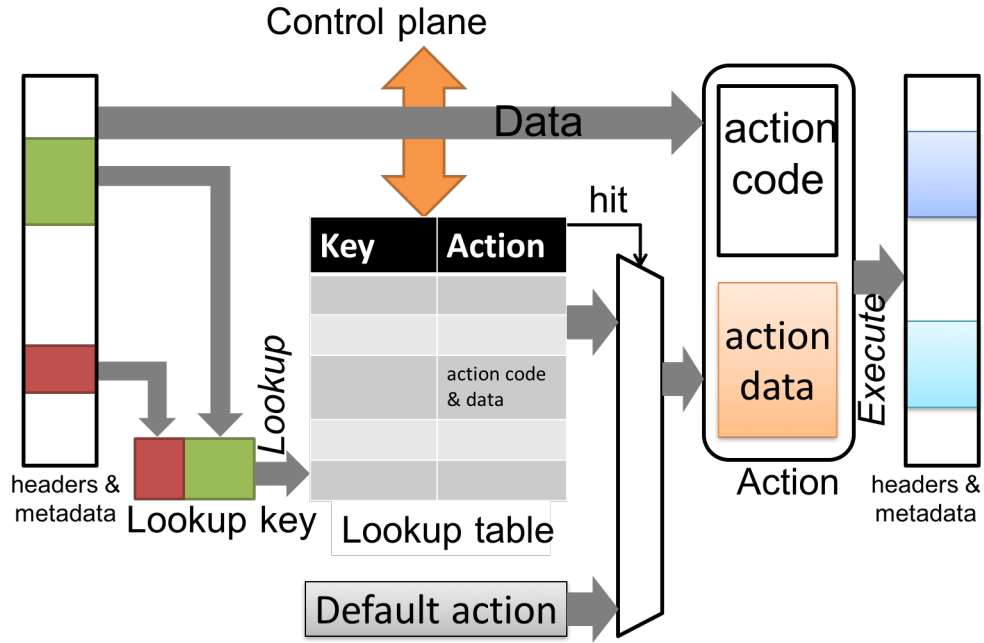 Control plane
Data
hit
action
code
Key
Action
Lookup
action code
& data
action
data
Execute
headers &
metadata
Lookup key
Lookup table
Action
headers &
metadata
Default action